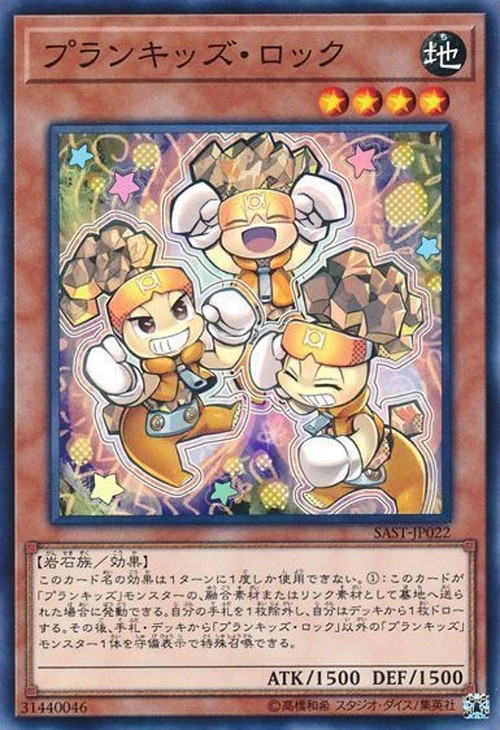 プランキッズ・ロック
地
SAST-JP022
【岩石族／効果】
このカード名の効果は1ターンに1度しか使用できない。①：このカードが
「プランキッズ」モンスターの、融合素材またはリンク素材として墓地へ送ら
れた場合に発動できる。自分の手札を1枚除外し、自分はデッキから1枚ドロー
する。その後、手札・デッキから「プランキッズ・ロック」以外の「プランキッズ」
モンスター1体を守備表示で特殊召喚できる。
ATK/1500 DEF/1500
31440046
©高橋和希 スタジオ・ダイス/集英社